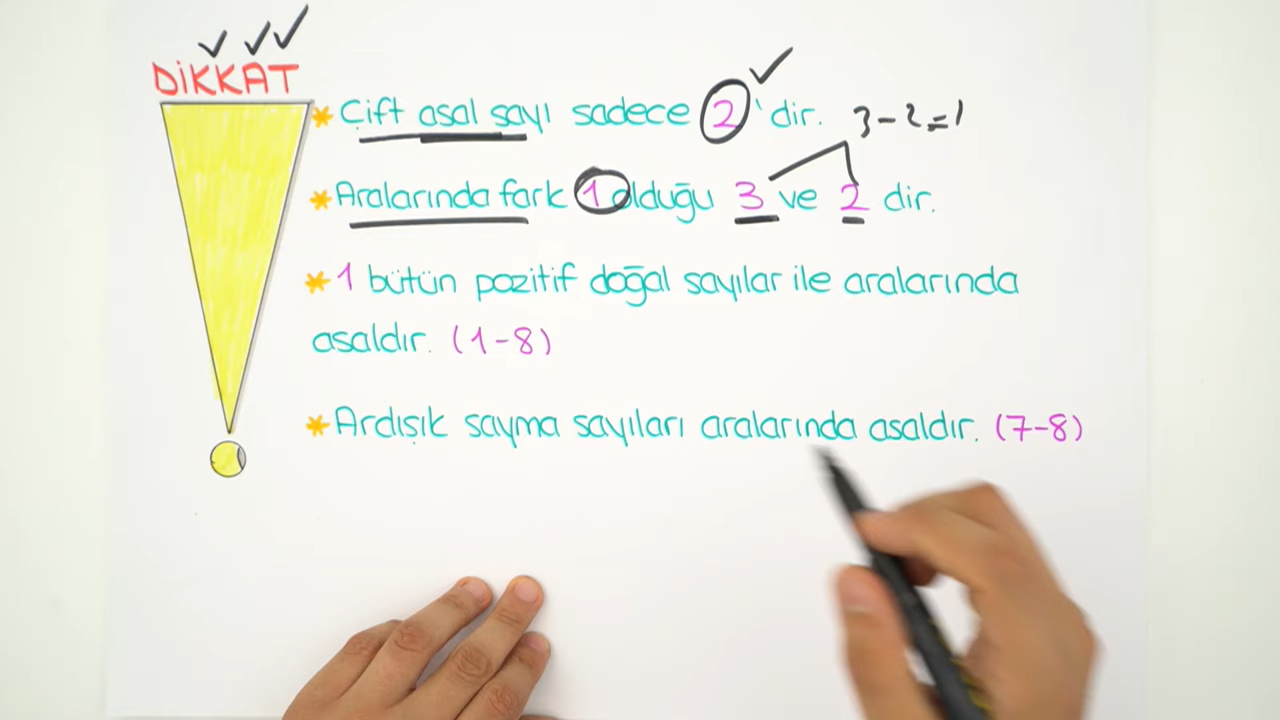 DİKKAT
* Çift asal sayı sadece 2'dir. 3-2=1
* Aralarında fark 1 olduğu 3 ve 2 dir.
* 1 bütün pozitif doğal sayılar ile aralarında
asaldır. (1-8)
* Ardışık sayma sayıları aralarında asaldır. (7-8)